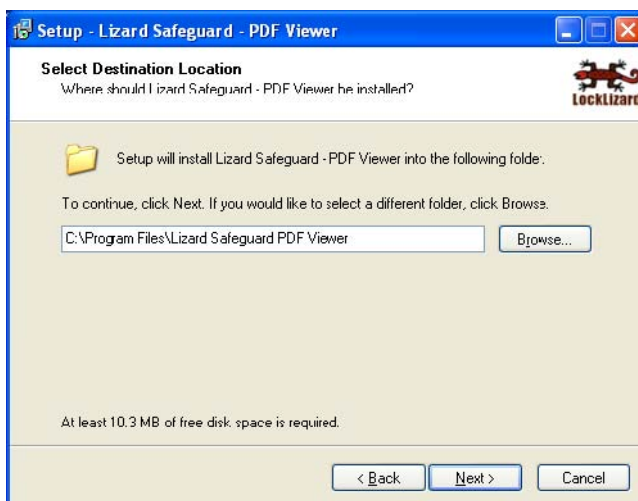 Setup - Lizard Safeguard - PDF Viewer
Select Destination Location
Where should Lizard Safeguard - PDF Viewer be installed?
LockLizard
Setup will install Lizard Safeguard - PDF Viewer into the following folder.
To continue, click Next. If you would like to select a different folder, click Browse.
C:\Program Files\Lizard Safeguard PDF Viewer
Browse...
At least 10.3 MB of free disk space is required.
< Back
Next >
Cancel